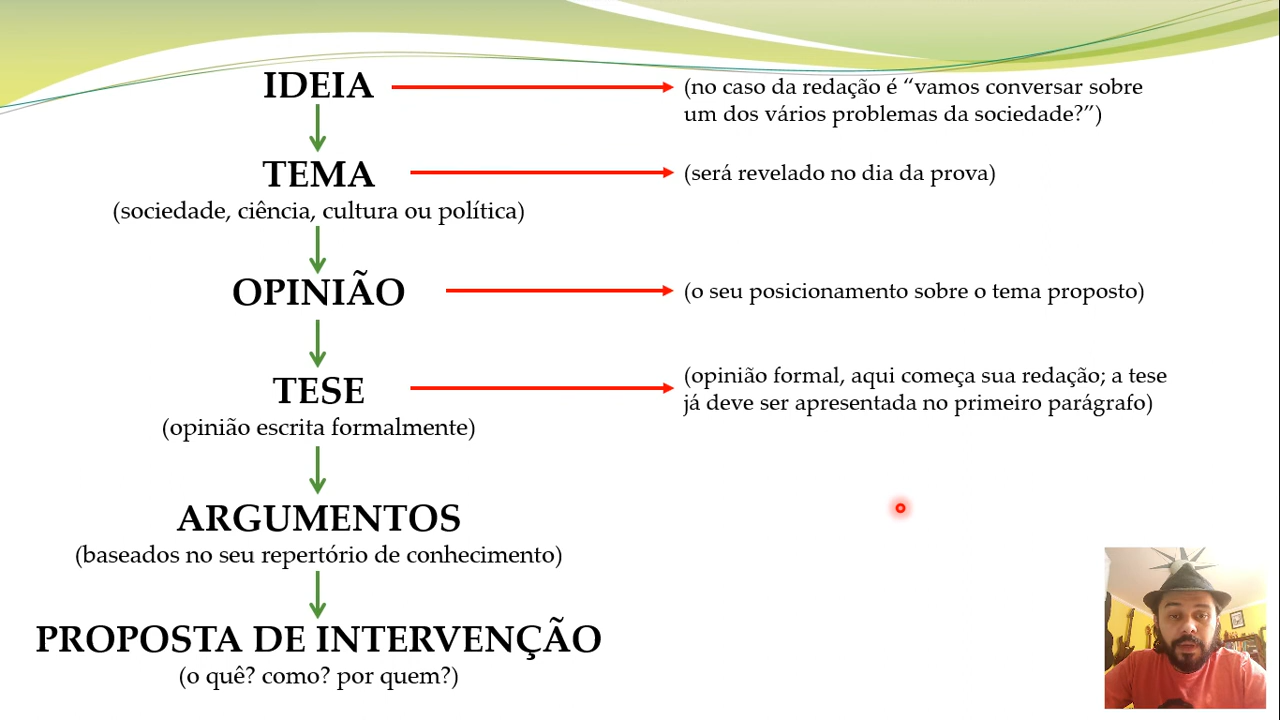 IDEIA
(no caso da redação é “vamos conversar sobre
um dos vários problemas da sociedade?”)
TEMA
(será revelado no dia da prova)
(sociedade, ciência, cultura ou política)
OPINIÃO
(o seu posicionamento sobre o tema proposto)
TESE
(opinião formal, aqui começa sua redação; a tese
já deve ser apresentada no primeiro parágrafo)
(opinião escrita formalmente)
ARGUMENTOS
(baseados no seu repertório de conhecimento)
PROPOSTA DE INTERVENÇÃO
(o quê? como? por quem?)